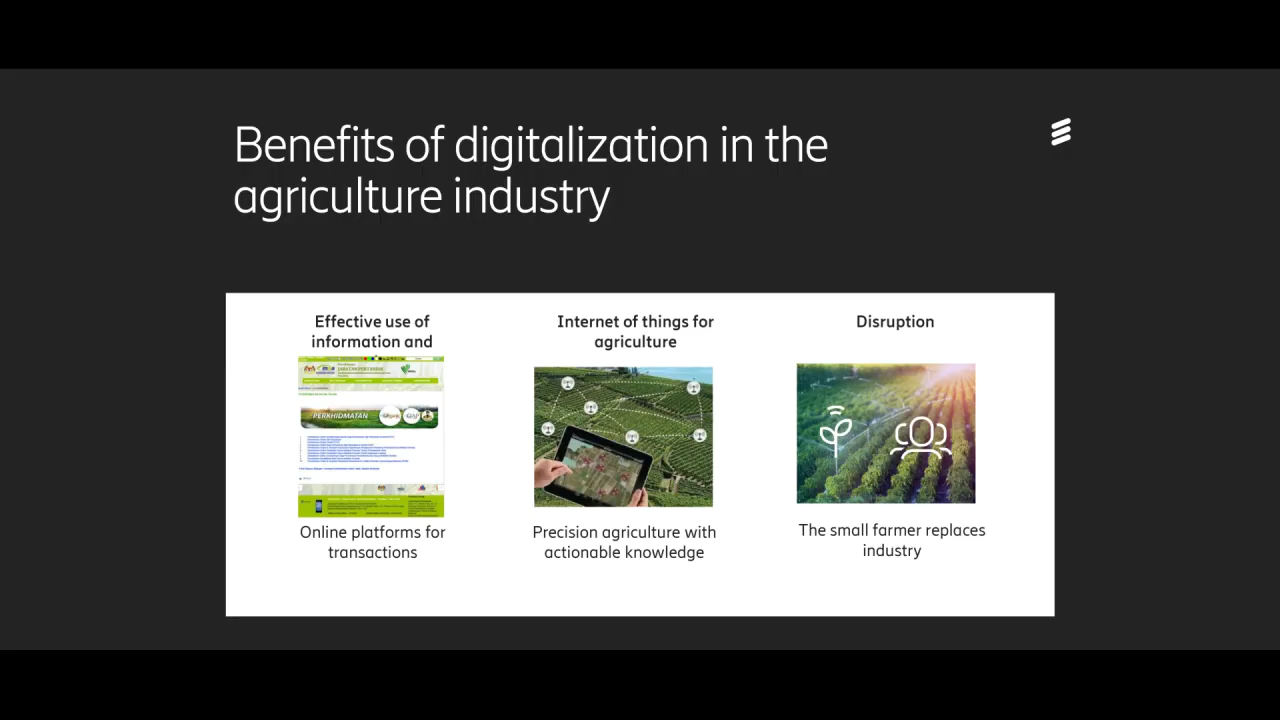 Benefits of digitalization in the
agriculture industry
Effective use of
information and
Internet of things for
agriculture
Disruption
PERKHIDMATAN
Online platforms for
transactions
Precision agriculture with
actionable knowledge
The small farmer replaces
industry